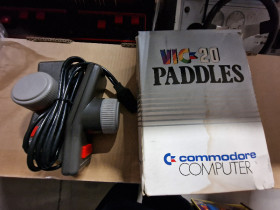 VIC-20
PADDLES
commodore
COMPUTER